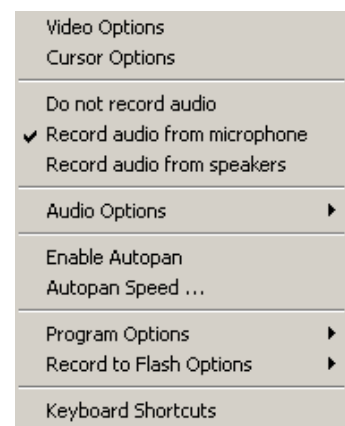 Video Options
Cursor Options
Do not record audio
Record audio from microphone
Record audio from speakers
Audio Options
Enable Autopan
Autopan Speed ...
Program Options
Record to Flash Options
Keyboard Shortcuts